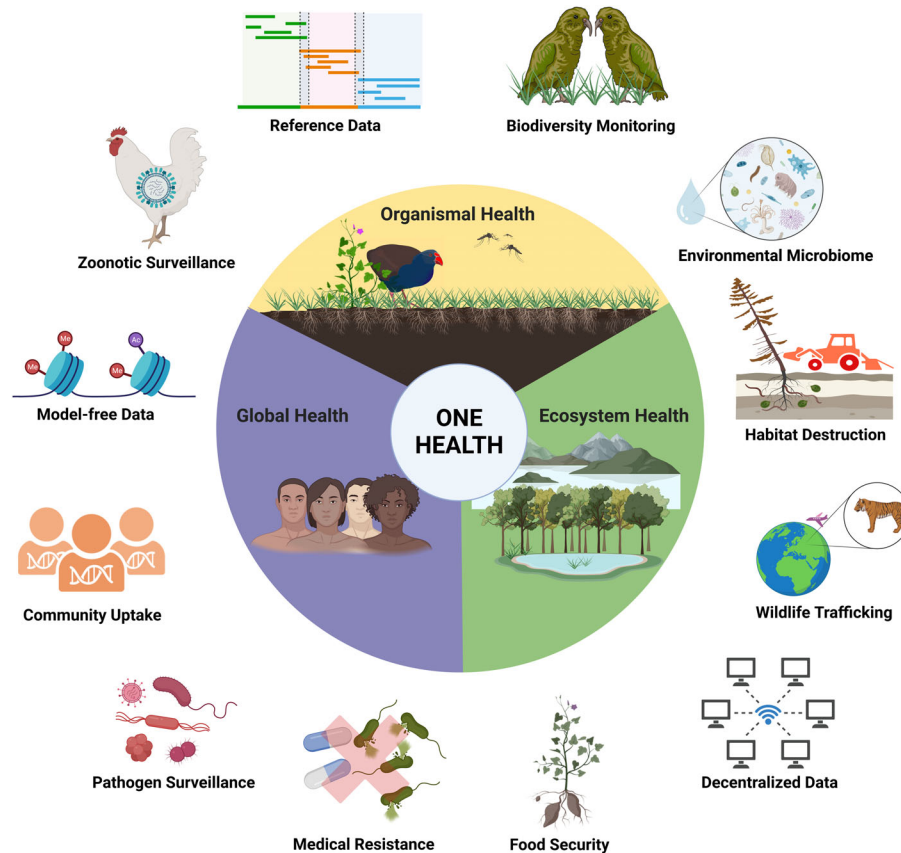 Reference Data
Biodiversity Monitoring
Zoonotic Surveillance
Organismal Health
Environmental Microbiome
Me
Ac
Me
Me
Model-free Data
Global Health
ONE
HEALTH
Ecosystem Health
Habitat Destruction
Community Uptake
Wildlife Trafficking
Pathogen Surveillance
Medical Resistance
Food Security
Decentralized Data